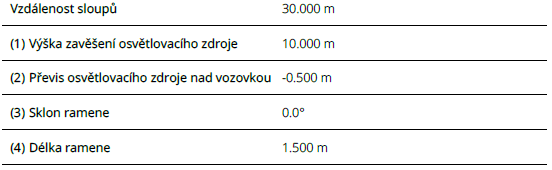 Vzdálenost sloupů 30.000 m
(1) Výška zavěšení osvětlovacího zdroje 10.000 m
(2) Převis osvětlovacího zdroje nad vozovkou -0.500 m
(3) Sklon ramene 0.0°
(4) Délka ramene 1.500 m